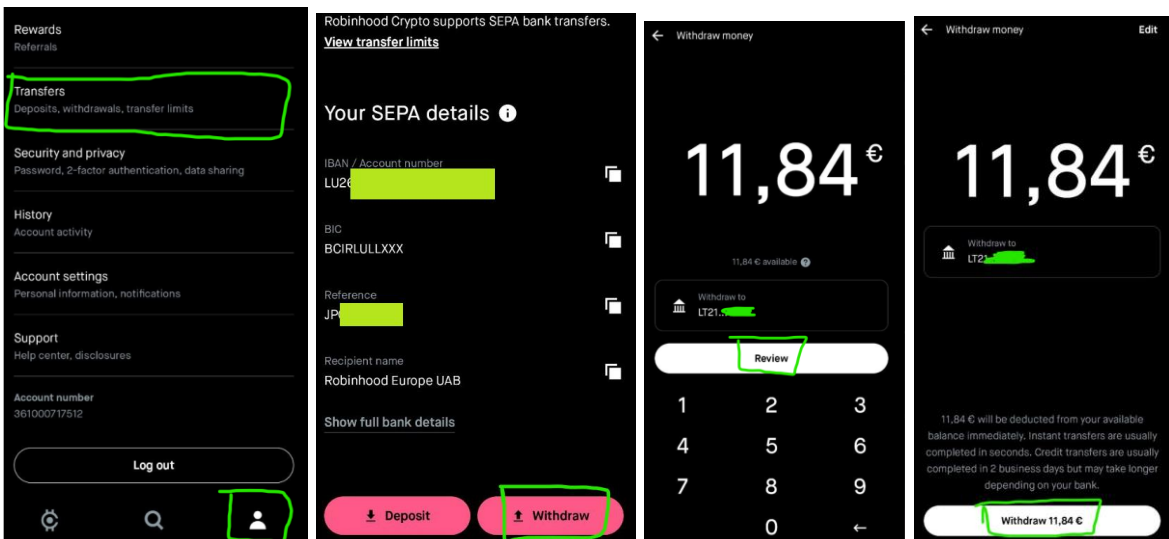 Rewards
Referrals
Transfers
Deposits, withdrawals, transfer limits
Security and privacy
Password, 2-factor authentication, data sharing
History
Account activity
Account settings
Personal information, notifications
Support
Help center, disclosures
Account number
361000717512
Log out
Robinhood Crypto supports SEPA bank transfers.
View transfer limits
Your SEPA details
IBAN / Account number
LU26
BIC
BCIRLULLXXX
Reference
Recipient name
Robinhood Europe UAB
Show full bank details
Deposit
Withdraw
Withdraw money
11,84 €
11,84 € available
Withdraw to
LT21...
Review
1 2 3
4 5 6
7 8 9
0
Withdraw money
Edit
11,84 €
Withdraw to
LT21
11,84 € will be deducted from your available
balance immediately. Instant transfers are usually
completed in seconds. Credit transfers are usually
completed in 2 business days but may take longer
depending on your bank.
Withdraw 11,84 €